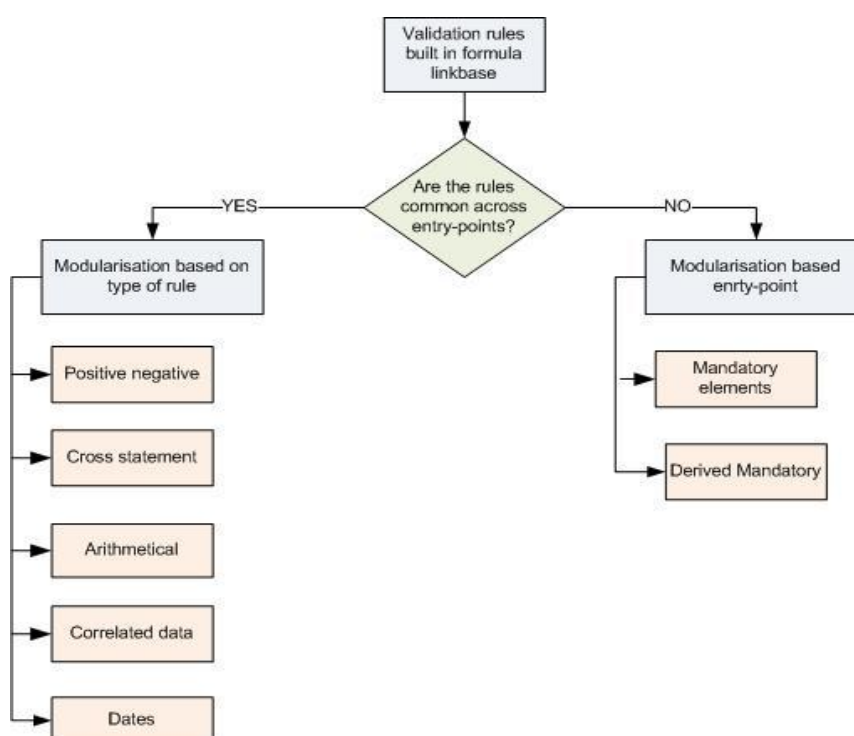 Validation rules
built in formula
linkbase
Are the rules
common across
entry-points?
YES
NO
Modularisation based on
type of rule
Modularisation based
enrty-point
Positive negative
Mandatory
elements
Cross statement
Derived Mandatory
Arithmetical
Correlated data
Dates